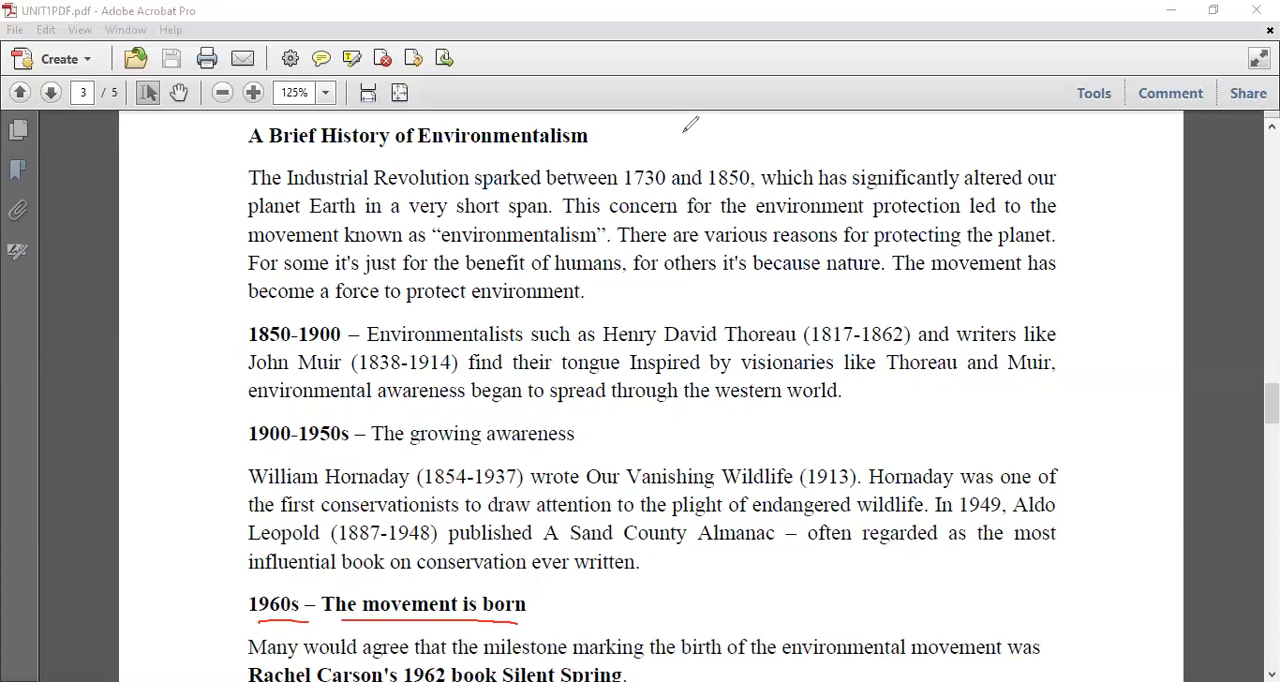 UNIT1PDF.pdf - Adobe Acrobat Pro
File Edit View Window Help
Create
3 / 5 125% Tools Comment Share
A Brief History of Environmentalism
The Industrial Revolution sparked between 1730 and 1850, which has significantly altered our
planet Earth in a very short span. This concern for the environment protection led to the
movement known as “environmentalism”. There are various reasons for protecting the planet.
For some it's just for the benefit of humans, for others it's because nature. The movement has
become a force to protect environment.
1850-1900 – Environmentalists such as Henry David Thoreau (1817-1862) and writers like
John Muir (1838-1914) find their tongue Inspired by visionaries like Thoreau and Muir,
environmental awareness began to spread through the western world.
1900-1950s – The growing awareness
William Hornaday (1854-1937) wrote Our Vanishing Wildlife (1913). Hornaday was one of
the first conservationists to draw attention to the plight of endangered wildlife. In 1949, Aldo
Leopold (1887-1948) published A Sand County Almanac – often regarded as the most
influential book on conservation ever written.
1960s – The movement is born
Many would agree that the milestone marking the birth of the environmental movement was
Rachel Carson's 1962 book Silent Spring.